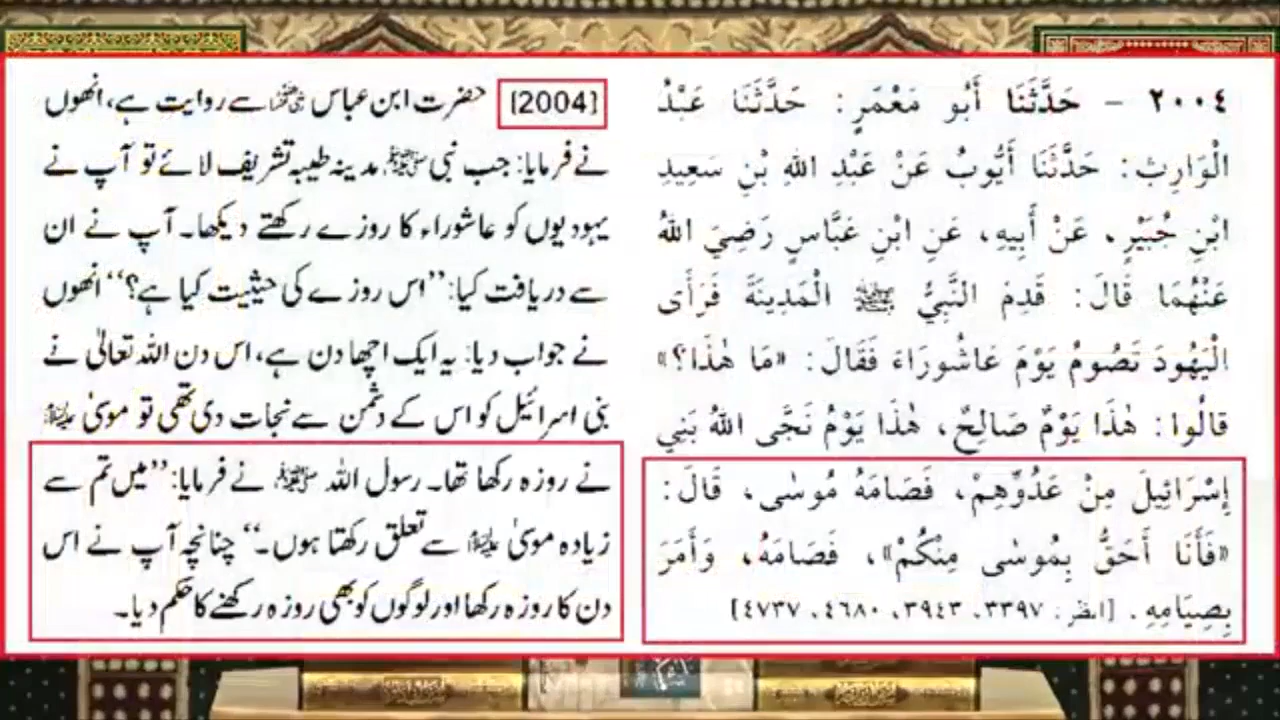 ٢٠٠٤ - حَدَّثَنَا أَبُو مَعْمَرٍ: حَدَّثَنَا عَبْدُ
الْوَارِثِ: حَدَّثَنَا أَيُّوبُ عَنْ عَبْدِ اللهِ بْنِ سَعِيدِ
ابْنِ جُبَيْرٍ، عَنْ أَبِيهِ، عَنِ ابْنِ عَبَّاسٍ رَضِيَ اللهُ
عَنْهُمَا قَالَ: قَدِمَ النَّبِيُّ ﷺ الْمَدِينَةَ فَرَأَى
الْيَهُودَ تَصُومُ يَوْمَ عَاشُورَاءَ فَقَالَ: «مَا هٰذَا؟»
قَالُوا: هٰذَا يَوْمٌ صَالِحٌ، هٰذَا يَوْمُ نَجَّى اللهُ بَنِي
إِسْرَائِيلَ مِنْ عَدُوِّهِمْ، فَصَامَهُ مُوسٰى، قَالَ:
«فَأَنَا أَحَقُّ بِمُوسٰى مِنْكُمْ»، فَصَامَهُ، وَأَمَرَ
بِصِيَامِهِ. [انظر: ٣٣٩٧، ٣٩٤٣، ٤٦٨٠، ٤٧٣٧]
[2004] حضرت ابن عباس ؓ سے روایت ہے، انھوں
نے فرمایا: جب نبی ﷺ مدینہ طیبہ تشریف لائے تو آپ نے
یہودیوں کو عاشوراء کا روزے رکھتے دیکھا۔ آپ نے ان
سے دریافت کیا: ”اس روزے کی حیثیت کیا ہے؟“ انھوں
نے جواب دیا: یہ ایک اچھا دن ہے، اس دن اللہ تعالیٰ نے
بنی اسرائیل کو اس کے دشمن سے نجات دی تھی تو موسیٰ ؑ
نے روزہ رکھا تھا۔ رسول اللہ ﷺ نے فرمایا: ”میں تم سے
زیادہ موسیٰ ؑ سے تعلق رکھتا ہوں۔“ چنانچہ آپ نے اس
دن کا روزہ رکھا اور لوگوں کو بھی روزہ رکھنے کا حکم دیا۔